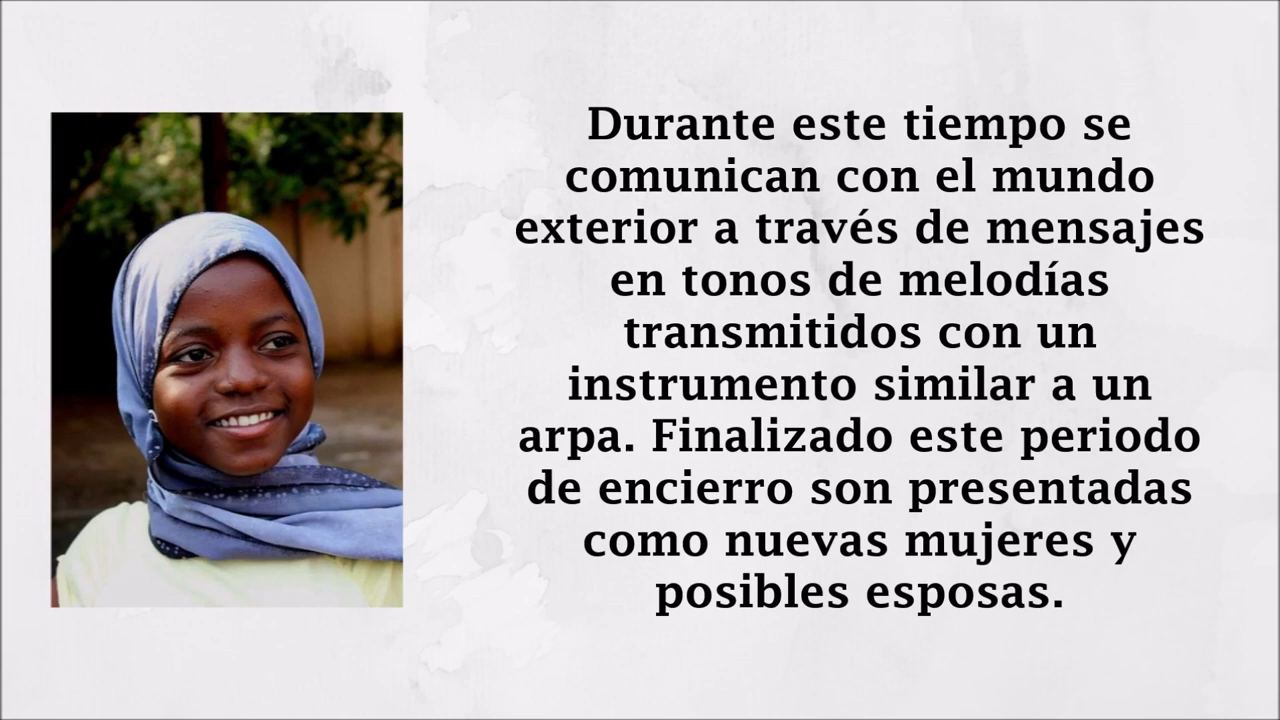 Durante este tiempo se
comunican con el mundo
exterior a través de mensajes
en tonos de melodías
transmitidos con un
instrumento similar a un
arpa. Finalizado este periodo
de encierro son presentadas
como nuevas mujeres y
posibles esposas.